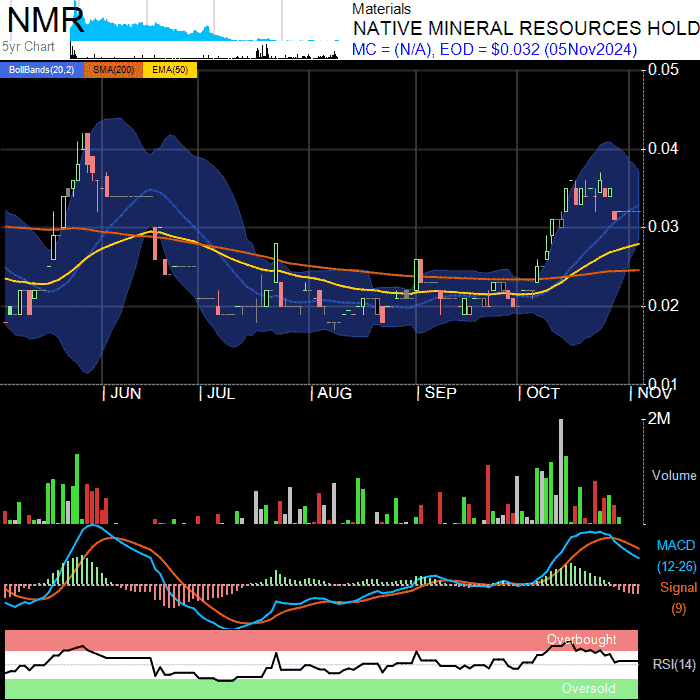 NMR
5yr Chart
Materials
NATIVE MINERAL RESOURCES HOLD
MC = (N/A), EOD = $0.032 (05Nov2024)
BollBands(20,2) SMA(200) EMA(50)
0.05
0.04
0.03
0.02
0.01
JUN JUL AUG SEP OCT NOV
2M
Volume
MACD
(12-26)
Signal
(9)
Overbought
RSI(14)
Oversold